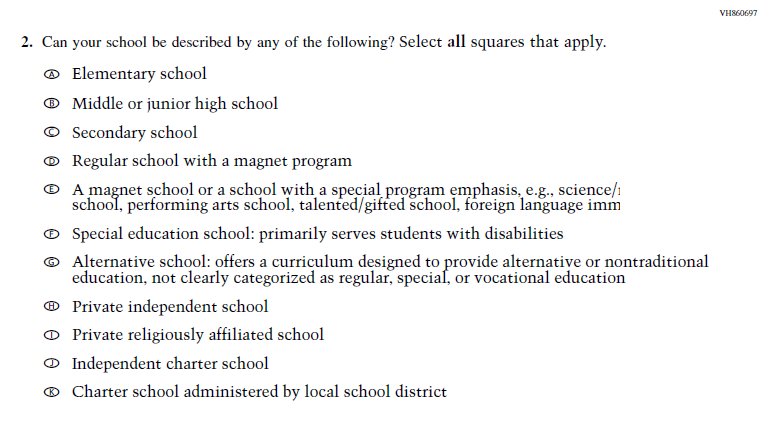 VH860697
2. Can your school be described by any of the following? Select all squares that apply.
A Elementary school
B Middle or junior high school
C Secondary school
D Regular school with a magnet program
E A magnet school or a school with a special program emphasis, e.g., science/
school, performing arts school, talented/gifted school, foreign language imm
F Special education school: primarily serves students with disabilities
G Alternative school: offers a curriculum designed to provide alternative or nontraditional
education, not clearly categorized as regular, special, or vocational education
H Private independent school
I Private religiously affiliated school
J Independent charter school
K Charter school administered by local school district